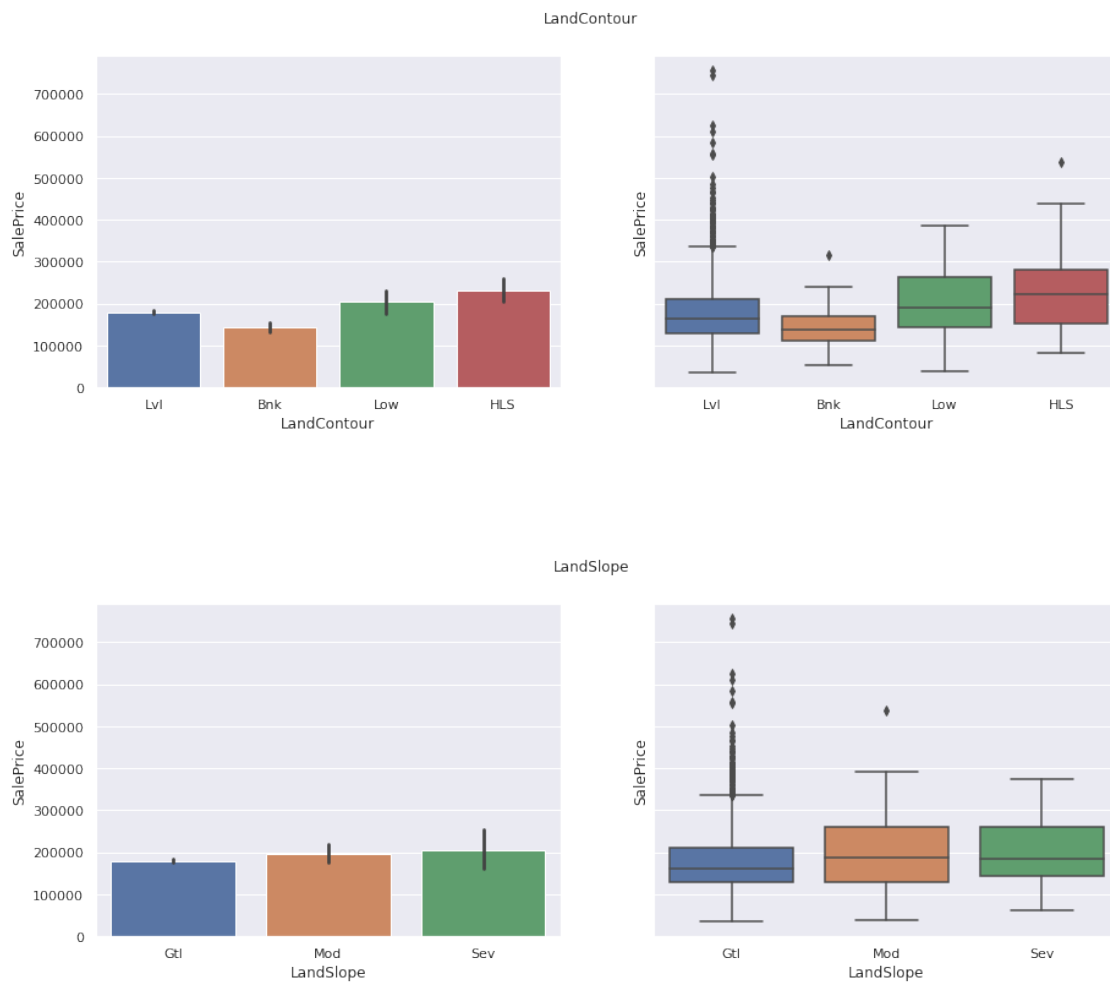 LandContour
700000
600000
500000
400000
300000
200000
100000
0
SalePrice
Lvl Bnk Low HLS
LandContour
SalePrice
Lvl Bnk Low HLS
LandContour
LandSlope
700000
600000
500000
400000
300000
200000
100000
0
SalePrice
Gtl Mod Sev
LandSlope
SalePrice
Gtl Mod Sev
LandSlope